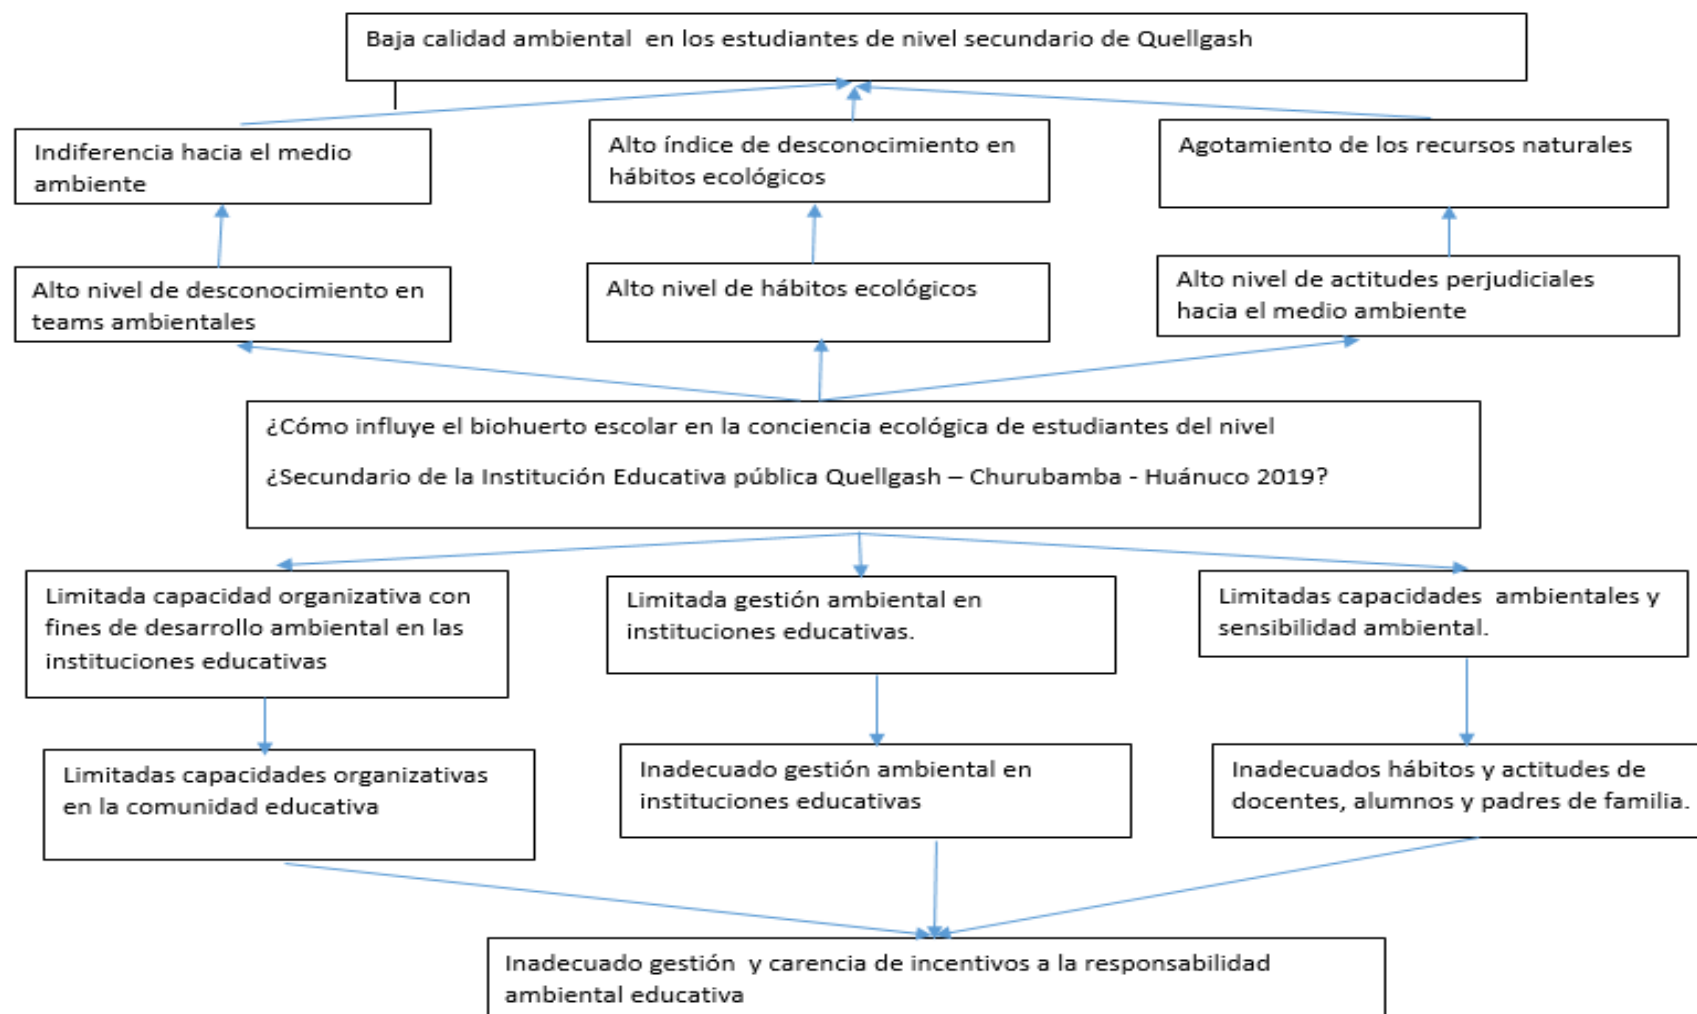 Baja calidad ambiental  en los estudiantes de nivel secundario de Quellgash
Indiferencia hacia el medio
ambiente
Alto índice de desconocimiento en
hábitos ecológicos
Agotamiento de los recursos naturales
Alto nivel de desconocimiento en
teams ambientales
Alto nivel de hábitos ecológicos
Alto nivel de actitudes perjudiciales
hacia el medio ambiente
¿Cómo influye el biohuerto escolar en la conciencia ecológica de estudiantes del nivel
¿Secundario de la Institución Educativa pública Quellgash – Churubamba - Huánuco 2019?
Limitada capacidad organizativa con
fines de desarrollo ambiental en las
instituciones educativas
Limitada gestión ambiental en
instituciones educativas.
Limitadas capacidades  ambientales y
sensibilidad ambiental.
Limitadas capacidades organizativas
en la comunidad educativa
Inadecuado gestión ambiental en
instituciones educativas
Inadecuados hábitos y actitudes de
docentes, alumnos y padres de familia.
Inadecuado gestión  y carencia de incentivos a la responsabilidad
ambiental educativa